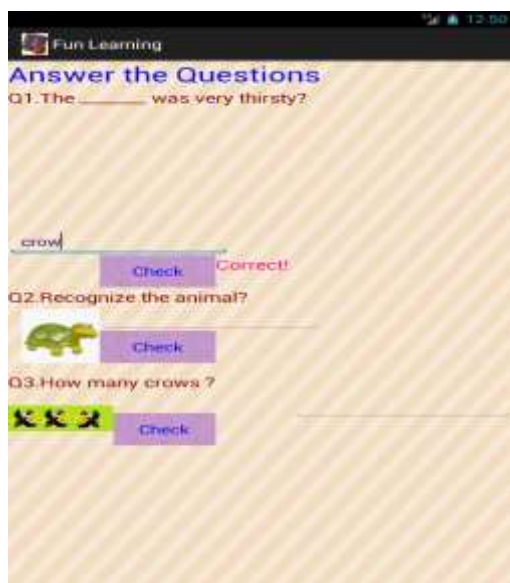 12:50
Fun Learning
Answer the Questions
Q1.The ______ was very thirsty?
crow
Check Correct!
Q2.Recognize the animal?
Check
Q3.How many crows ?
Check